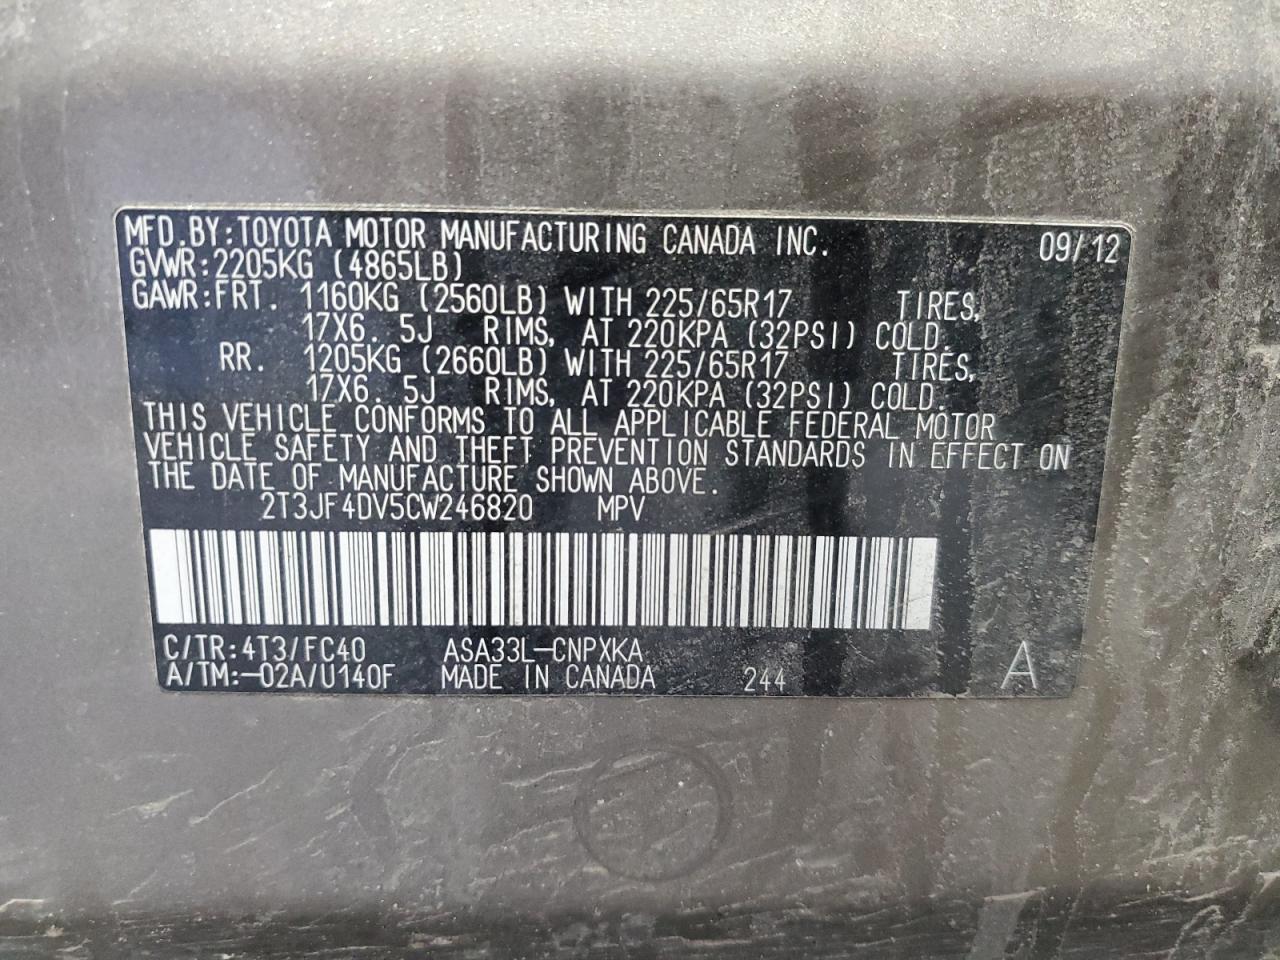 MFD.BY:TOYOTA MOTOR MANUFACTURING CANADA INC. 09/12
GVWR:2205KG (4865LB)
GAWR:FRT. 1160KG (2560LB) WITH 225/65R17 TIRES,
17X6.5J RIMS, AT 220KPA (32PSI) COLD.
RR. 1205KG (2660LB) WITH 225/65R17 TIRES,
17X6.5J RIMS, AT 220KPA (32PSI) COLD.
THIS VEHICLE CONFORMS TO ALL APPLICABLE FEDERAL MOTOR
VEHICLE SAFETY AND THEFT PREVENTION STANDARDS IN EFFECT ON
THE DATE OF MANUFACTURE SHOWN ABOVE.
2T3JF4DV5CW246820 MPV
C/TR:4T3/FC40 ASA33L-CNPXKA
A/TM:-02A/U140F MADE IN CANADA 244 A